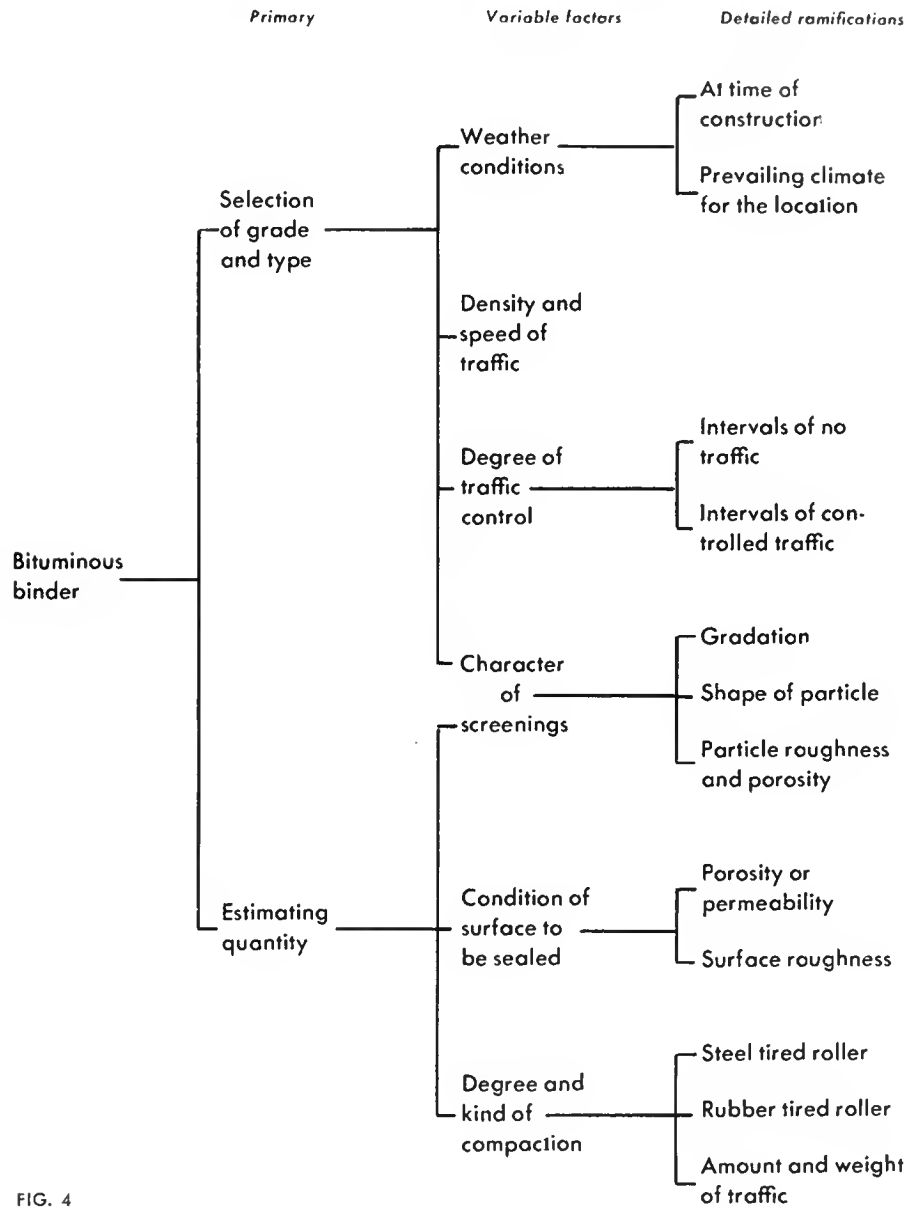 Primary
Variable factors
Detailed ramifications
At time of
construction
Weather
conditions
Prevailing climate
for the location
Selection
of grade
and type
Density and
speed of
traffic
Intervals of no
traffic
Degree of
traffic
control
Intervals of con-
trolled traffic
Bituminous
binder
Gradation
Character
of
screenings
Shape of particle
Particle roughness
and porosity
Porosity or
permeability
Estimating
quantity
Condition of
surface to
be sealed
Surface roughness
Steel tired roller
Degree and
kind of
compaction
Rubber tired roller
Amount and weight
of traffic
FIG. 4